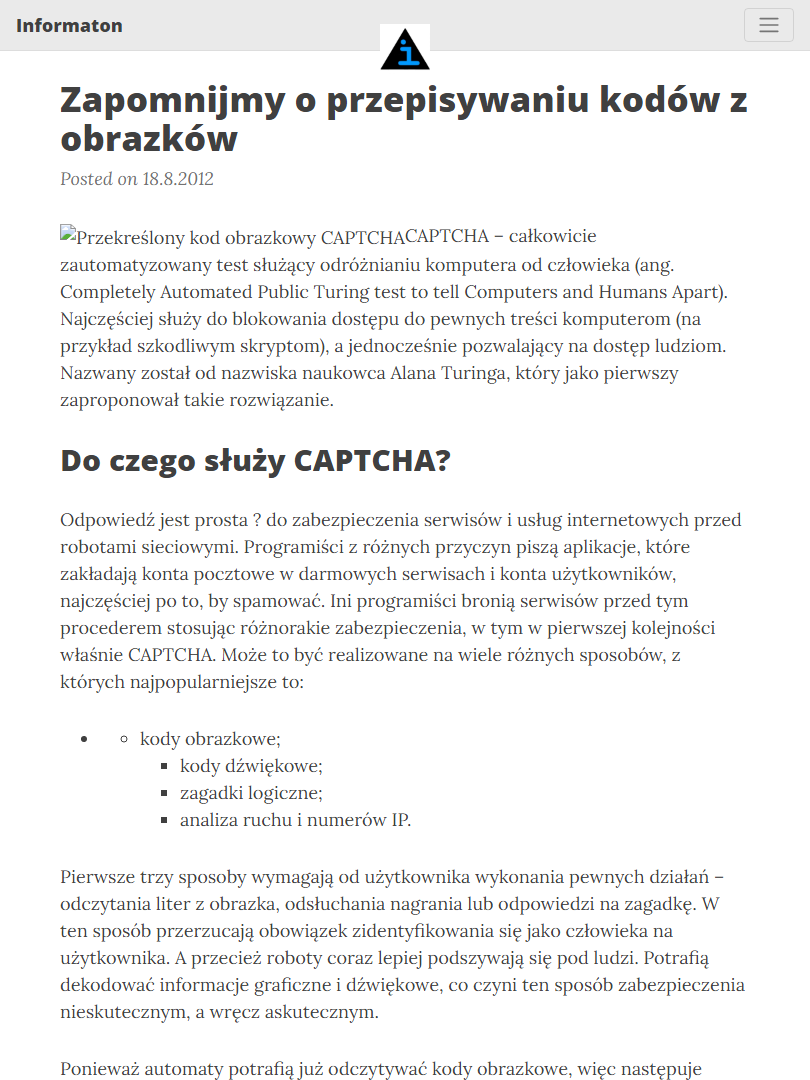 Informaton
i
Zapomnijmy o przepisywaniu kodów z
obrazków
Posted on 18.8.2012
Przekreślony kod obrazkowy CAPTCHACAPTCHA – całkowicie
zautomatyzowany test służący odróżnianiu komputera od człowieka (ang.
Completely Automated Public Turing test to tell Computers and Humans Apart).
Najczęściej służy do blokowania dostępu do pewnych treści komputerom (na
przykład szkodliwym skryptom), a jednocześnie pozwalający na dostęp ludziom.
Nazwany został od nazwiska naukowca Alana Turinga, który jako pierwszy
zaproponował takie rozwiązanie.
Do czego służy CAPTCHA?
Odpowiedź jest prosta ? do zabezpieczenia serwisów i usług internetowych przed
robotami sieciowymi. Programiści z różnych przyczyn piszą aplikacje, które
zakładają konta pocztowe w darmowych serwisach i konta użytkowników,
najczęściej po to, by spamować. Ini programiści bronią serwisów przed tym
procederem stosując różnorakie zabezpieczenia, w tym w pierwszej kolejności
właśnie CAPTCHA. Może to być realizowane na wiele różnych sposobów, z
których najpopularniejsze to:
kody obrazkowe;
kody dźwiękowe;
zagadki logiczne;
analiza ruchu i numerów IP.
Pierwsze trzy sposoby wymagają od użytkownika wykonania pewnych działań –
odczytania liter z obrazka, odsłuchania nagrania lub odpowiedzi na zagadkę. W
ten sposób przerzucają obowiązek zidentyfikowania się jako człowieka na
użytkownika. A przecież roboty coraz lepiej podszywają się pod ludzi. Potrafią
dekodować informacje graficzne i dźwiękowe, co czyni ten sposób zabezpieczenia
nieskutecznym, a wręcz askutecznym.
Ponieważ automaty potrafią już odczytywać kody obrazkowe, więc następuje